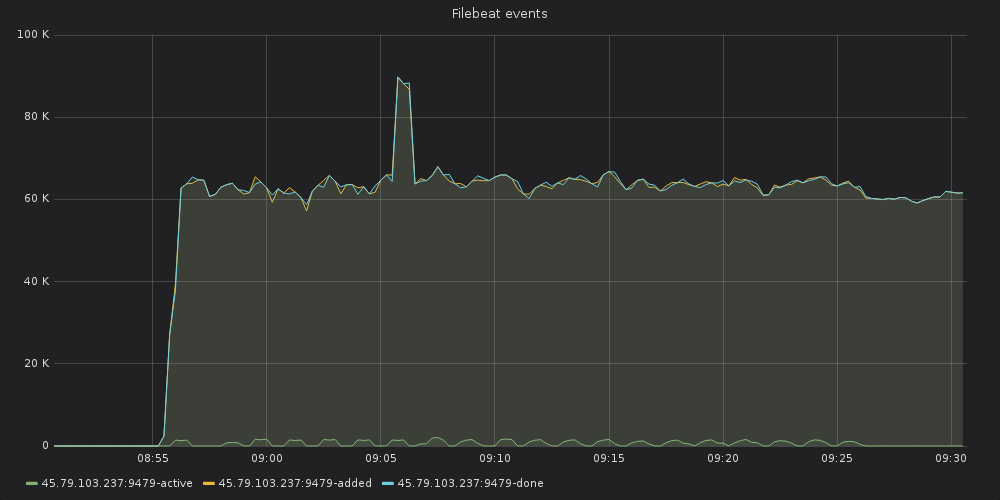 Filebeat events
100 K
80 K
60 K
40 K
20 K
0
08:55 09:00 09:05 09:10 09:15 09:20 09:25 09:30
45.79.103.237:9479-active 45.79.103.237:9479-added 45.79.103.237:9479-done